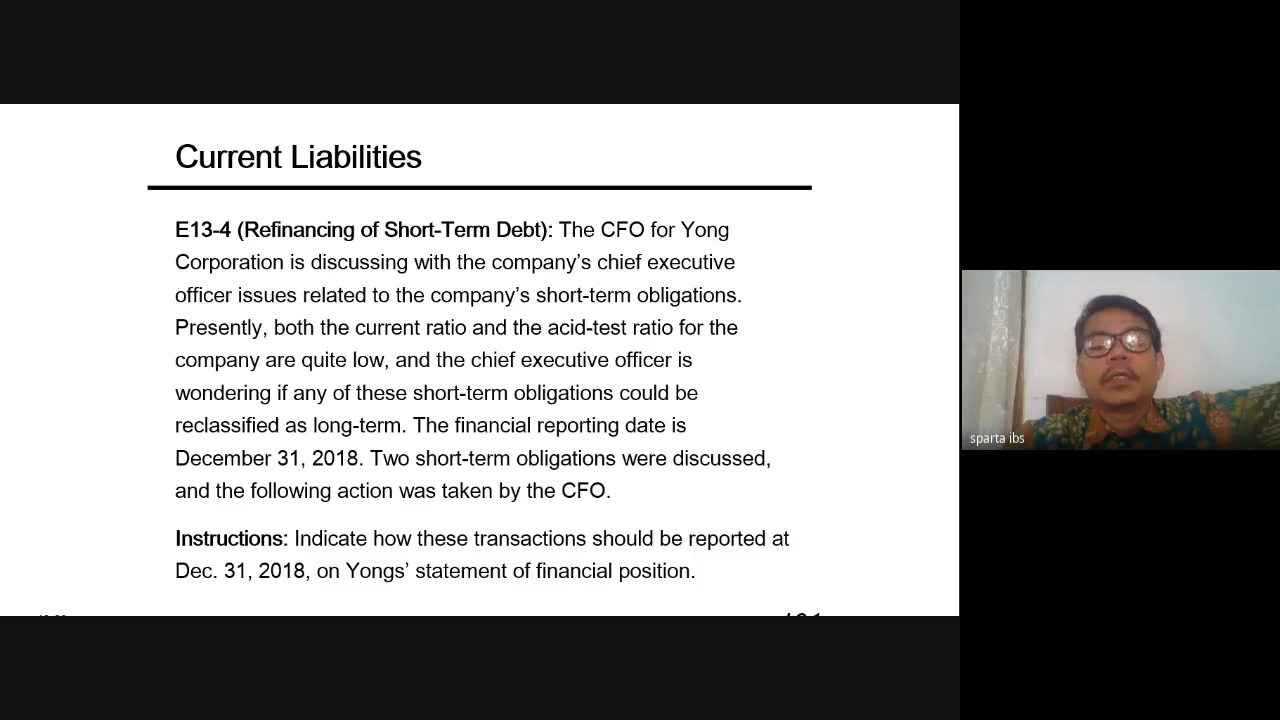 Current Liabilities
E13-4 (Refinancing of Short-Term Debt): The CFO for Yong
Corporation is discussing with the company’s chief executive
officer issues related to the company’s short-term obligations.
Presently, both the current ratio and the acid-test ratio for the
company are quite low, and the chief executive officer is
wondering if any of these short-term obligations could be
reclassified as long-term. The financial reporting date is
December 31, 2018. Two short-term obligations were discussed,
and the following action was taken by the CFO.
Instructions: Indicate how these transactions should be reported at
Dec. 31, 2018, on Yongs’ statement of financial position.
sparta ibs